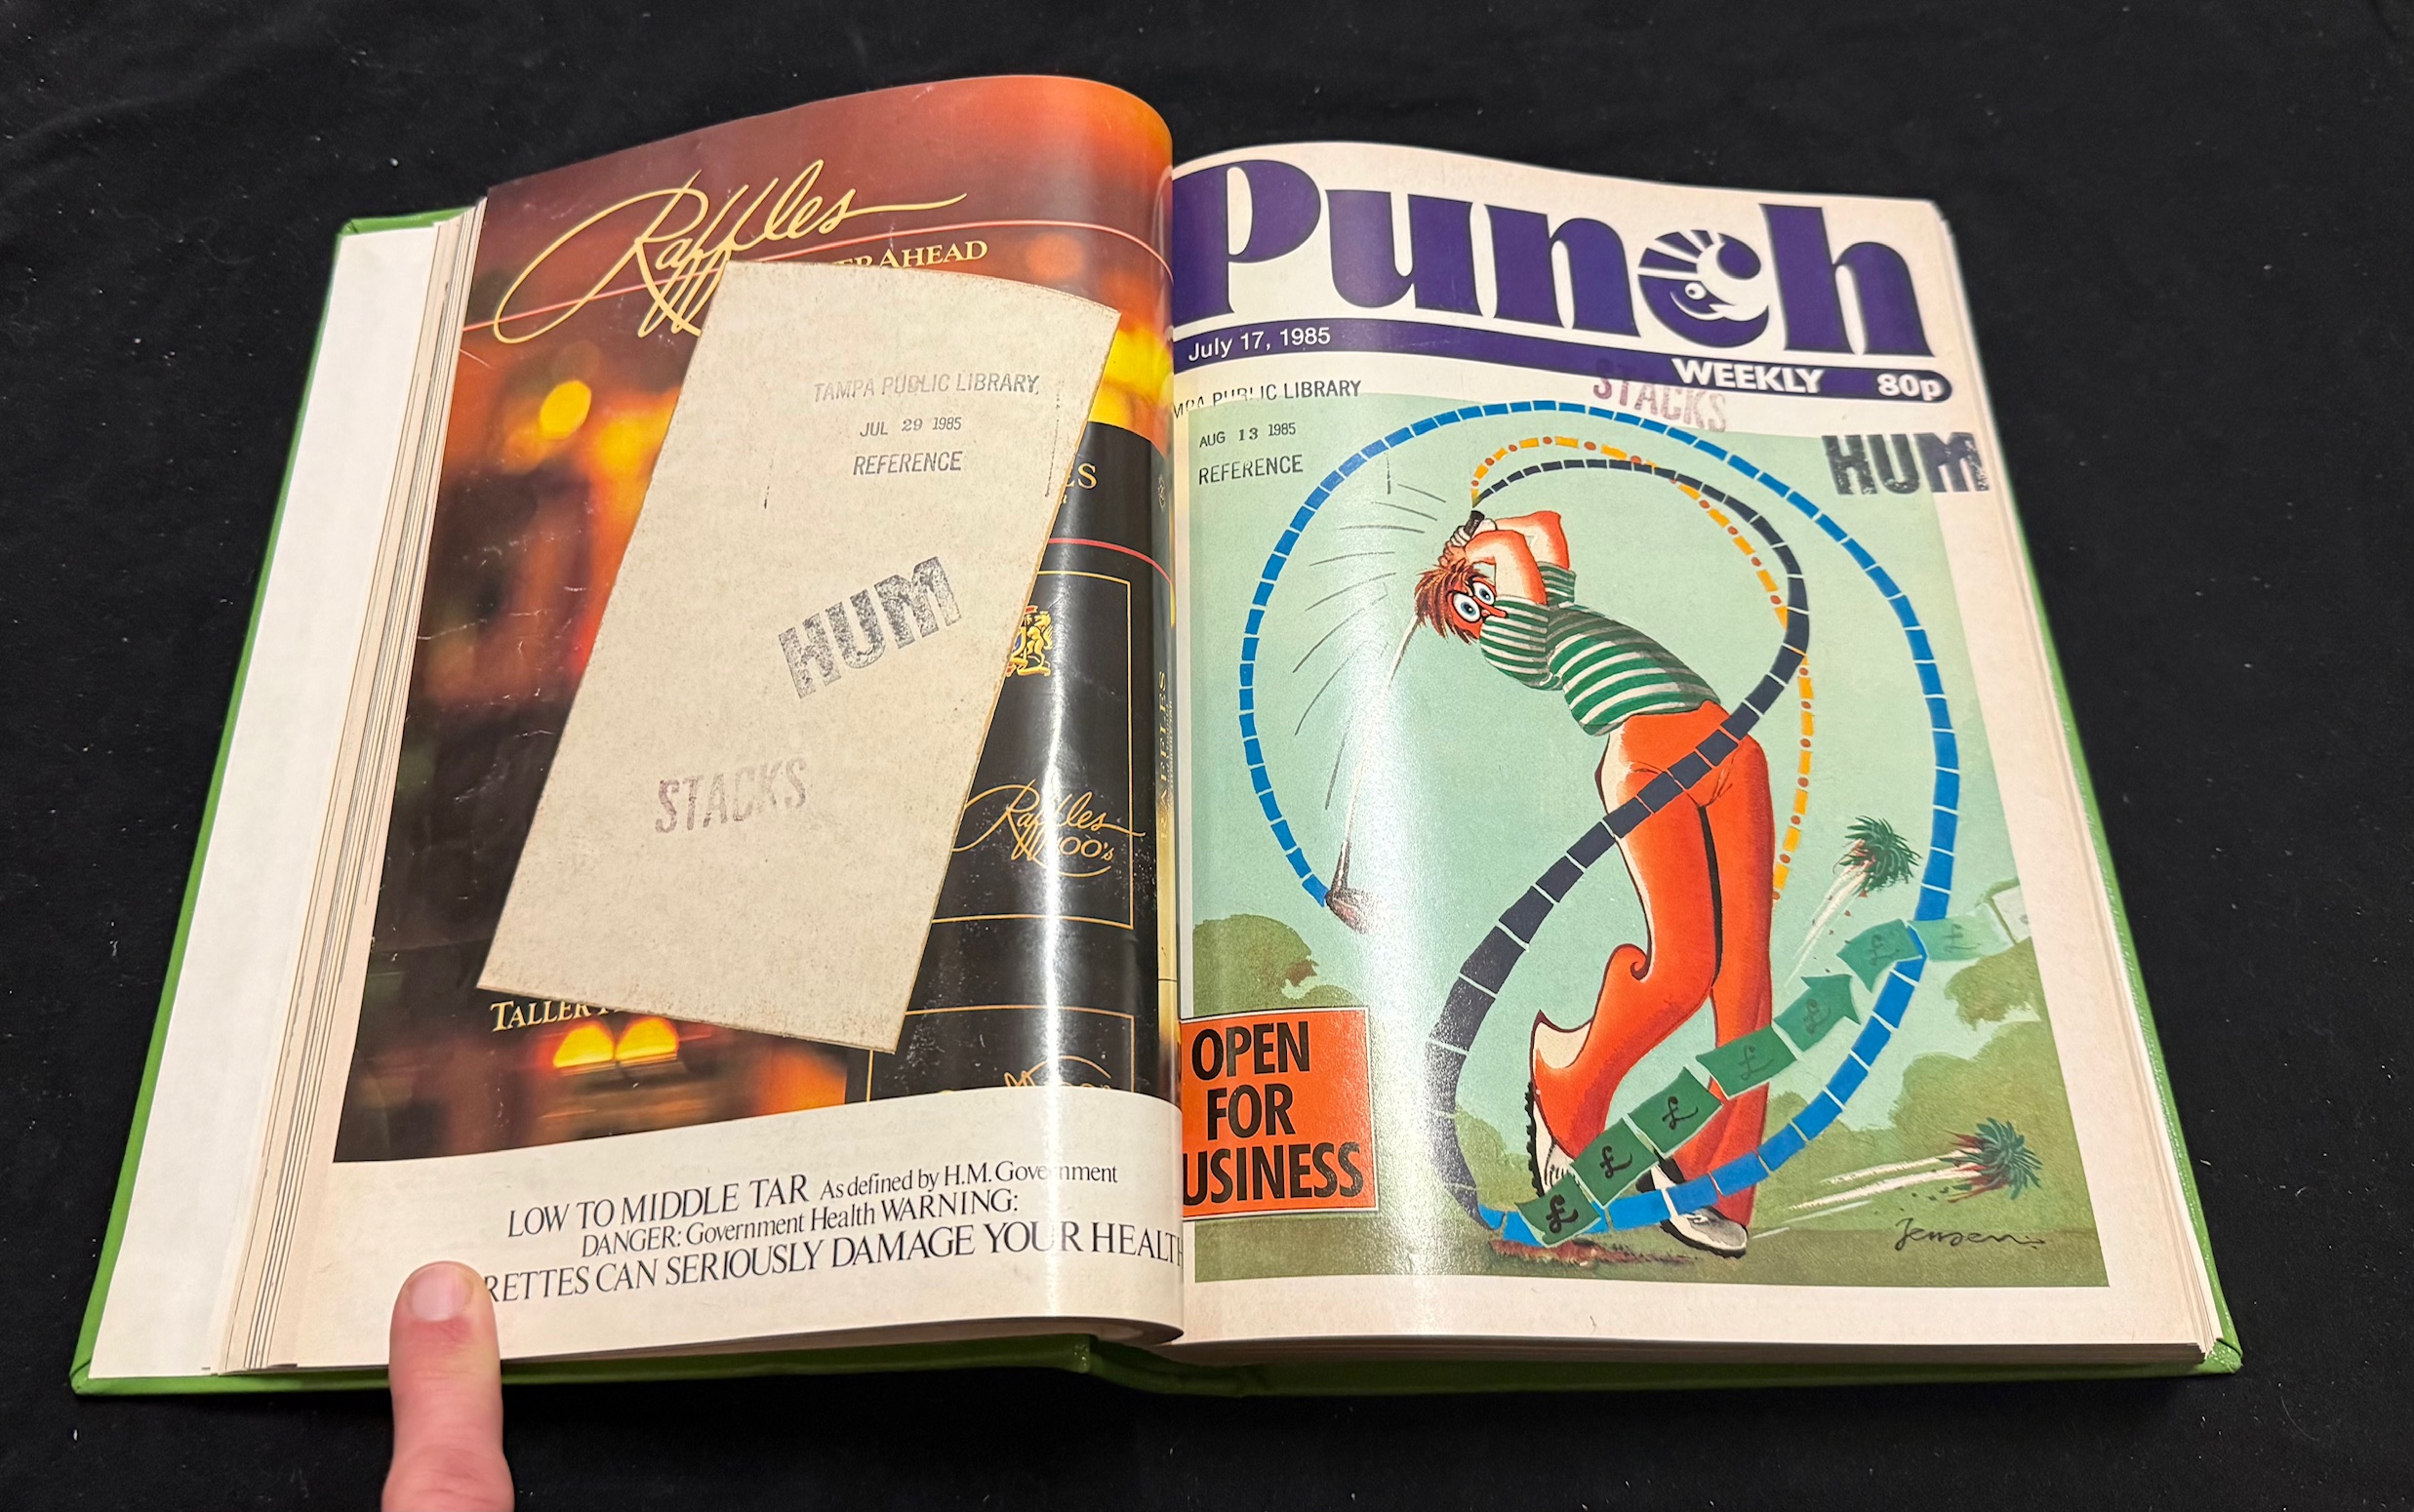 Raffles
AHEAD
TAMPA PUBLIC LIBRARY
JUL 29 1985
REFERENCE
HUM
STACKS
Raffles
100's
RAFFLES
TALLER
LOW TO MIDDLE TAR As defined by H.M. Government
DANGER: Government Health WARNING:
RETTES CAN SERIOUSLY DAMAGE YOUR HEALTH
Punch
July 17, 1985
WEEKLY 80p
STACKS
MPA PUBLIC LIBRARY
AUG 13 1985
REFERENCE
HUM
OPEN
FOR
USINESS
£ £ £ £ £ £
Jensen